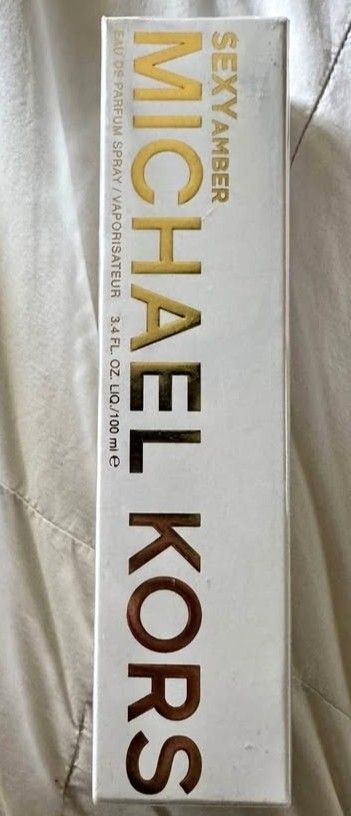 SEXY AMBER
MICHAEL KORS
EAU DE PARFUM SPRAY / VAPORISATEUR 3.4 FL. OZ. LIQ./100 ml e